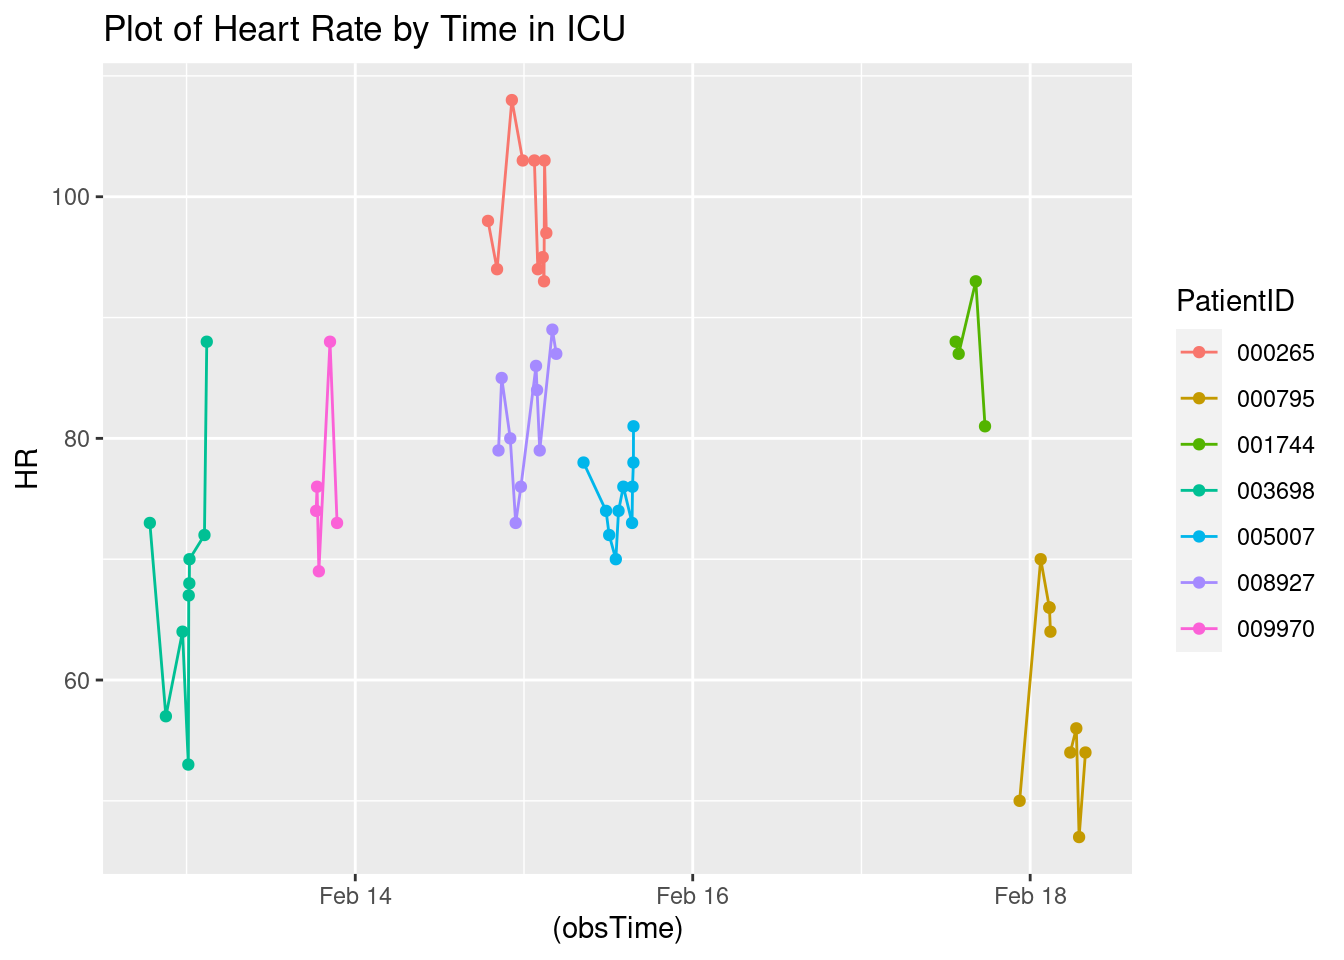 Plot of Heart Rate by Time in ICU
HR
100
80
60
Feb 14
Feb 16
Feb 18
(obsTime)
PatientID
000265
000795
001744
003698
005007
008927
009970